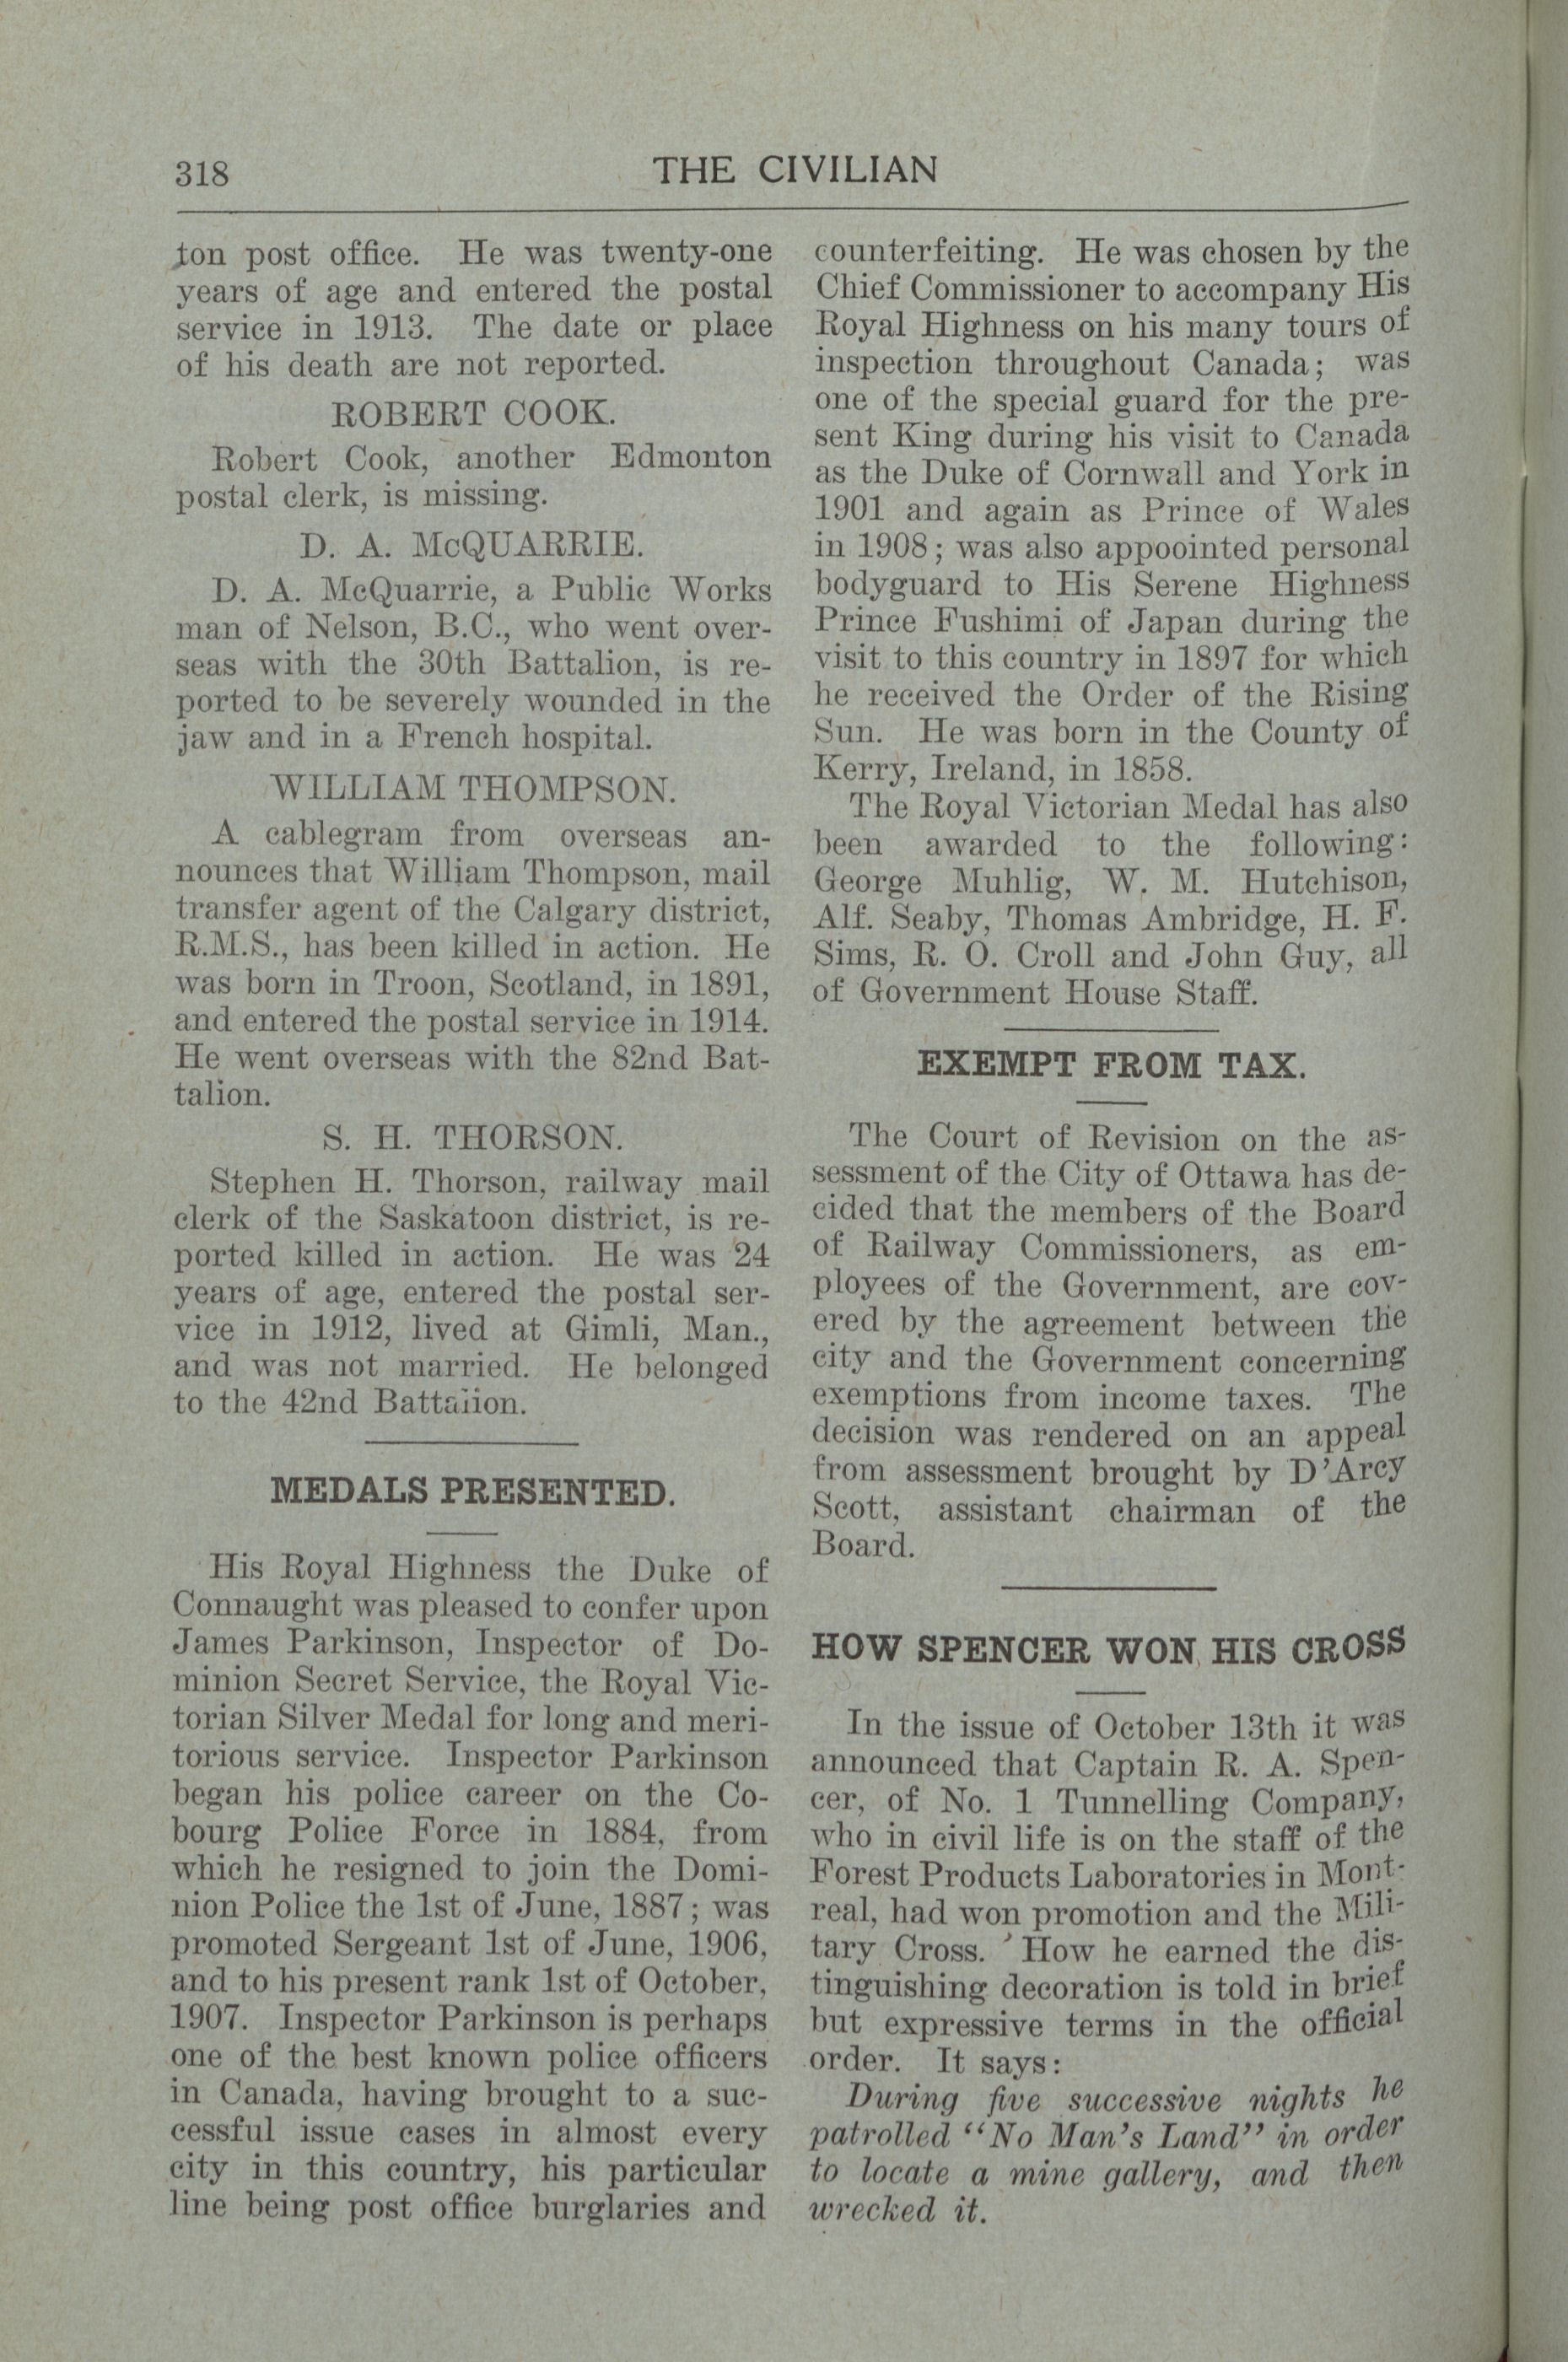 318
THE CIVILIAN
ton post office. He was twenty-one
years of age and entered the postal
service in 1913. The date or place
of his death are not reported.
ROBERT COOK.
Robert Cook, another Edmonton
postal clerk, is missing.
D. A. McQUARRIE.
D. A. McQuarrie, a Public Works
man of Nelson, B.C., who went over-
seas with the 30th Battalion, is re-
ported to be severely wounded in the
jaw and in a French hospital.
WILLIAM THOMPSON.
A cablegram from overseas an-
nounces that William Thompson, mail
transfer agent of the Calgary district,
R.M.S., has been killed in action. He
was born in Troon, Scotland, in 1891,
and entered the postal service in 1914.
He went overseas with the 82nd Bat-
talion.
S. H. THORSON.
Stephen H. Thorson, railway mail
clerk of the Saskatoon district, is re-
ported killed in action. He was 24
years of age, entered the postal ser-
vice in 1912, lived at Gimli, Man.,
and was not married. He belonged
to the 42nd Battalion.
MEDALS PRESENTED.
His Royal Highness the Duke of
Connaught was pleased to confer upon
James Parkinson, Inspector of Do-
minion Secret Service, the Royal Vic-
torian Silver Medal for long and meri-
torious service. Inspector Parkinson
began his police career on the Co-
bourg Police Force in 1884, from
which he resigned to join the Domi-
nion Police the 1st of June, 1887; was
promoted Sergeant 1st of June, 1906,
and to his present rank 1st of October,
1907. Inspector Parkinson is perhaps
one of the best known police officers
in Canada, having brought to a suc-
cessful issue cases in almost every
city in this country, his particular
line being post office burglaries and
counterfeiting. He was chosen by the
Chief Commissioner to accompany His
Royal Highness on his many tours of
inspection throughout Canada; was
one of the special guard for the pre-
sent King during his visit to Canada
as the Duke of Cornwall and York in
1901 and again as Prince of Wales
in 1908; was also appoointed personal
bodyguard to His Serene Highness
Prince Fushimi of Japan during the
visit to this country in 1897 for which
he received the Order of the Rising
Sun. He was born in the County of
Kerry, Ireland, in 1858.
The Royal Victorian Medal has also
been awarded to the following:
George Muhlig, W. M. Hutchison,
Alf. Seaby, Thomas Ambridge, H. F.
Sims, R. O. Croll and John Guy, all
of Government House Staff.
EXEMPT FROM TAX.
The Court of Revision on the as-
sessment of the City of Ottawa has de-
cided that the members of the Board
of Railway Commissioners, as em-
ployees of the Government, are cov-
ered by the agreement between the
city and the Government concerning
exemptions from income taxes. The
decision was rendered on an appeal
from assessment brought by D'Arcy
Scott, assistant chairman of the
Board.
HOW SPENCER WON HIS CROSS
In the issue of October 13th it was
announced that Captain R. A. Spen-
cer, of No. 1 Tunnelling Company,
who in civil life is on the staff of the
Forest Products Laboratories in Mont-
real, had won promotion and the Mili-
tary Cross. How he earned the dis-
tinguishing decoration is told in brief
but expressive terms in the official
order. It says:
During five successive nights he
patrolled "No Man's Land" in order
to locate a mine gallery, and then
wrecked it.